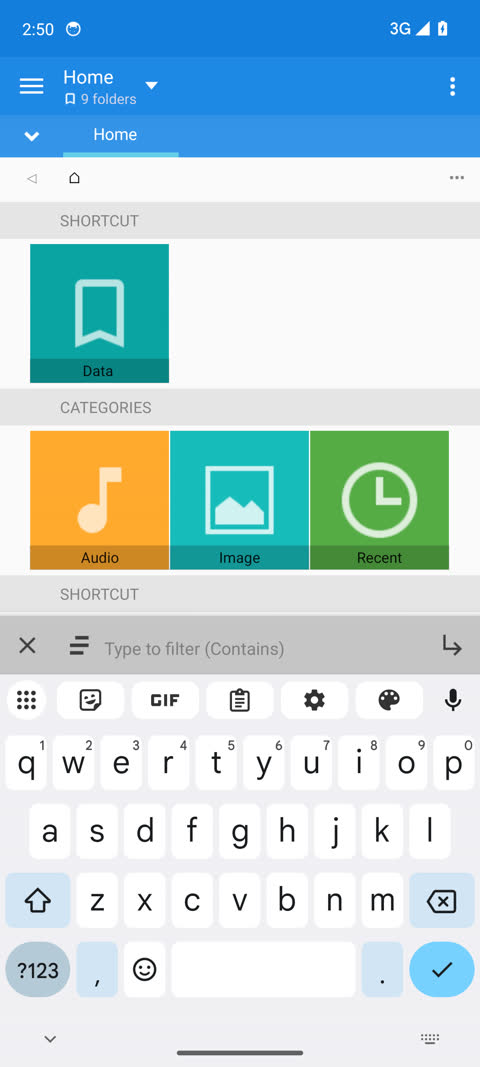 2:50
3G
Home
9 folders
Home
SHORTCUT
Data
CATEGORIES
Audio
Image
Recent
SHORTCUT
Type to filter (Contains)
GIF
q 1 w 2 e 3 r 4 t 5 y 6 u 7 i 8 o 9 p 0
a s d f g h j k l
z x c v b n m
?123 , .